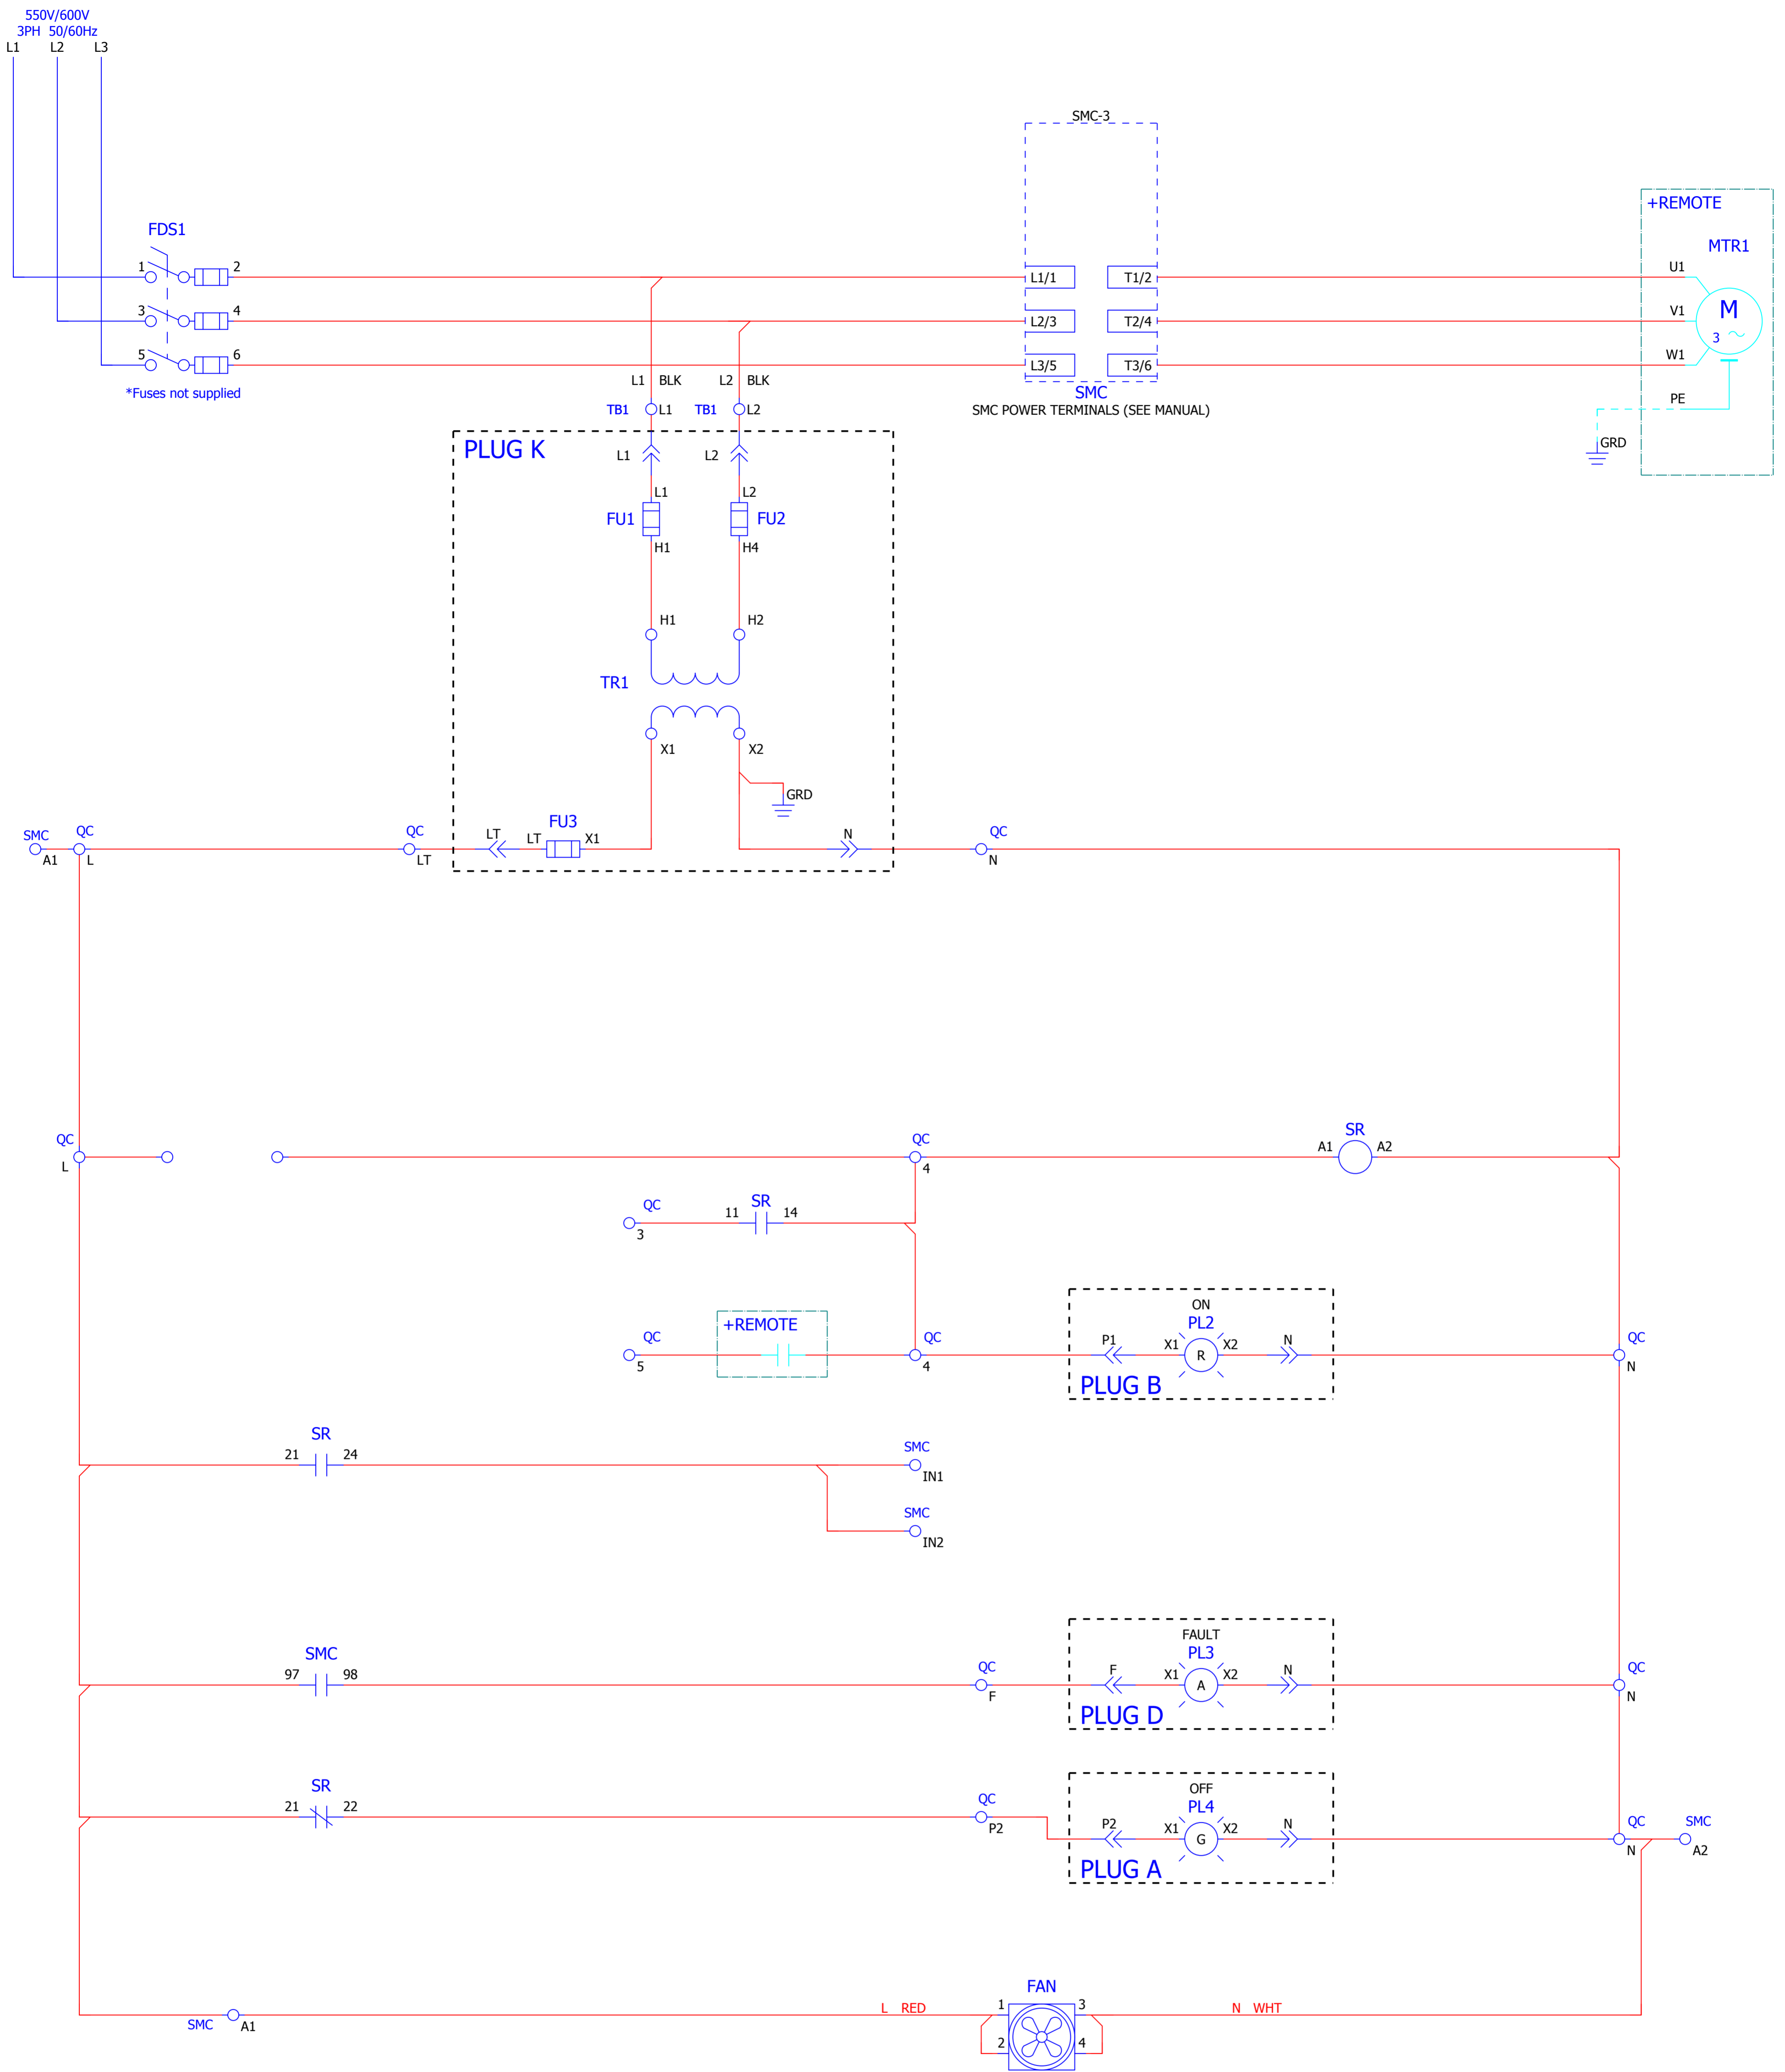 550V/600V
3PH 50/60Hz
L1 L2 L3
SMC-3
+REMOTE
FDS1
MTR1
1 2 L1/1 T1/2 U1
3 4 L2/3 T2/4 V1 M
3
5 6 L3/5 T3/6 W1
*Fuses not supplied
L1 BLK L2 BLK
SMC
SMC POWER TERMINALS (SEE MANUAL)
PE
TB1 L1 TB1 L2
GRD
PLUG K
L1 L2
L1 L2
FU1 FU2
H1 H4
H1 H2
TR1
X1 X2
GRD
SMC QC QC LT LT FU3 X1 N QC
A1 L LT N
QC QC SR
L 4 A1 A2
QC 11 SR 14
3
ON
+REMOTE PL2
QC QC P1 X1 R X2 N QC
5 4 N
PLUG B
SR
21 24 SMC
IN1
SMC
IN2
FAULT
SMC PL3
97 98 QC F X1 A X2 N QC
F N
PLUG D
OFF
SR PL4
21 22 QC P2 X1 G X2 N QC SMC
P2 N A2
PLUG A
FAN
L RED 1 3 N WHT
SMC A1
2 4